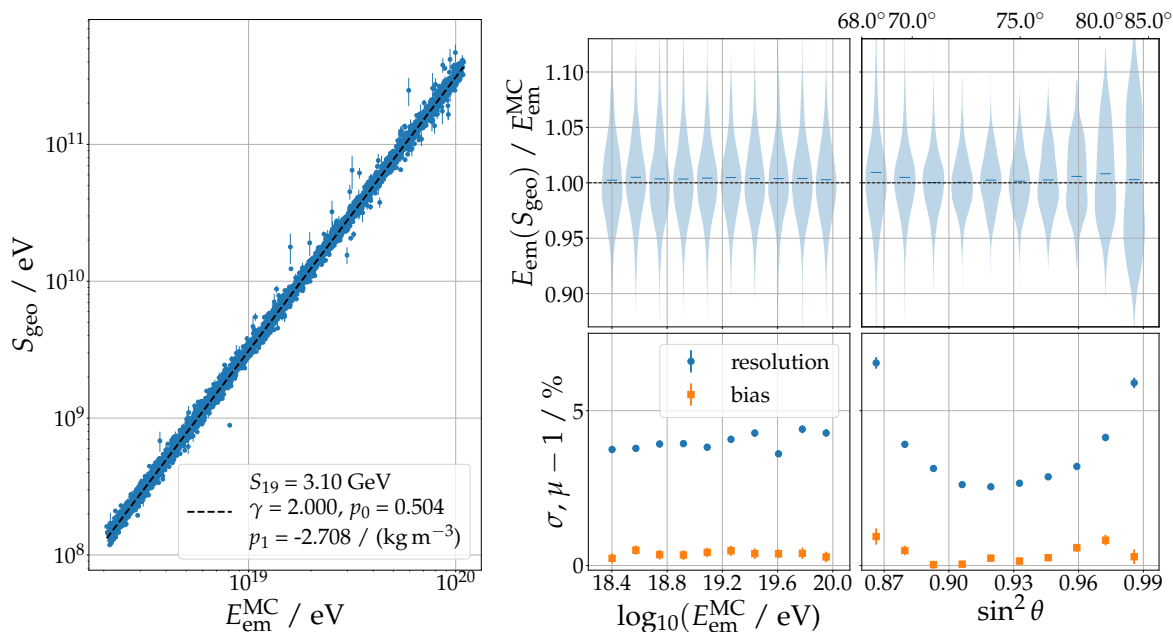 S_geo / eV
10^11
10^10
10^9
10^8
10^19
10^20
E_em^MC / eV
S_19 = 3.10 GeV
γ = 2.000, p_0 = 0.504
p_1 = -2.708 / (kg m^−3)
68.0° 70.0° 75.0° 80.0° 85.0°
E_em(S_geo) / E_em^MC
1.10
1.05
1.00
0.95
0.90
σ, μ − 1 / %
5
0
resolution
bias
18.4 18.8 19.2 19.6 20.0
log_10(E_em^MC / eV)
0.87 0.90 0.93 0.96 0.99
sin^2 θ